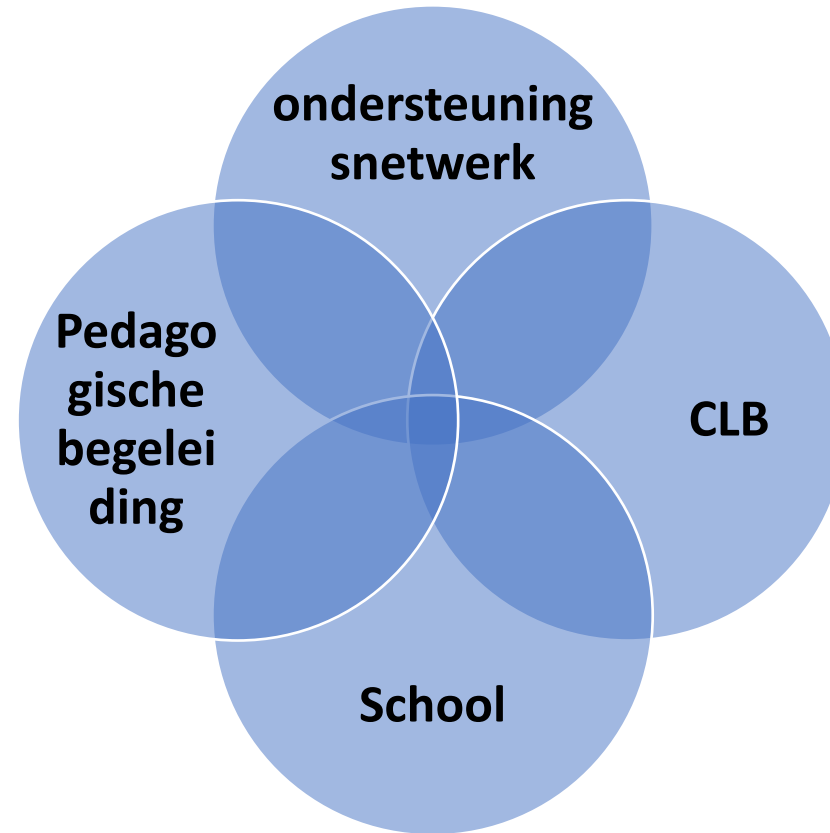 ondersteuning
snetwerk
Pedago
gische
begelei
ding
CLB
School